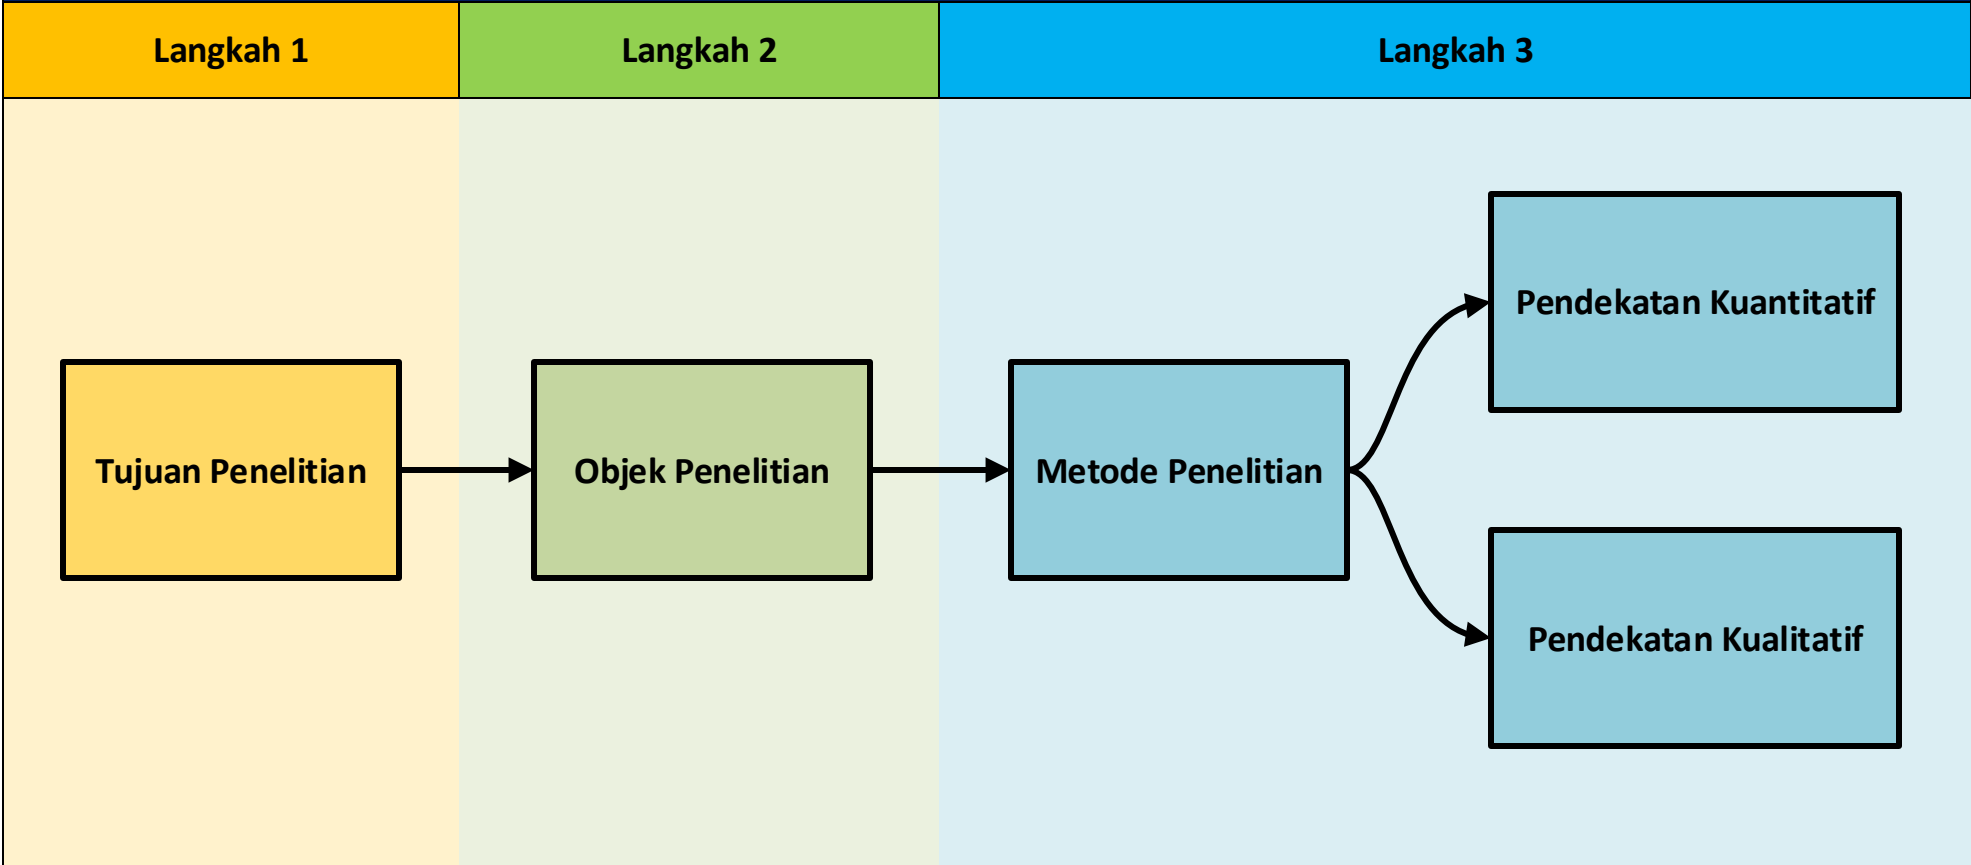 Langkah 1
Langkah 2
Langkah 3
Tujuan Penelitian
Objek Penelitian
Metode Penelitian
Pendekatan Kuantitatif
Pendekatan Kualitatif